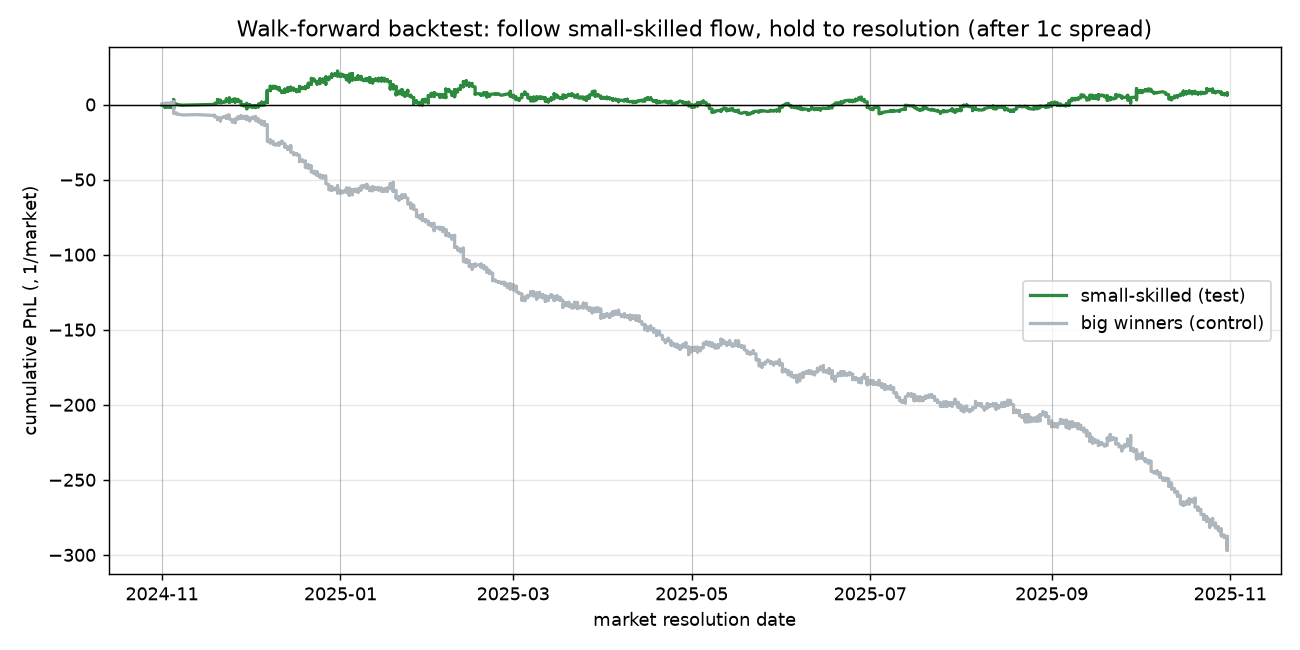 Walk-forward backtest: follow small-skilled flow, hold to resolution (after 1c spread)
cumulative PnL (, 1/market)
0
−50
−100
−150
−200
−250
−300
small-skilled (test)
big winners (control)
2024-11
2025-01
2025-03
2025-05
2025-07
2025-09
2025-11
market resolution date